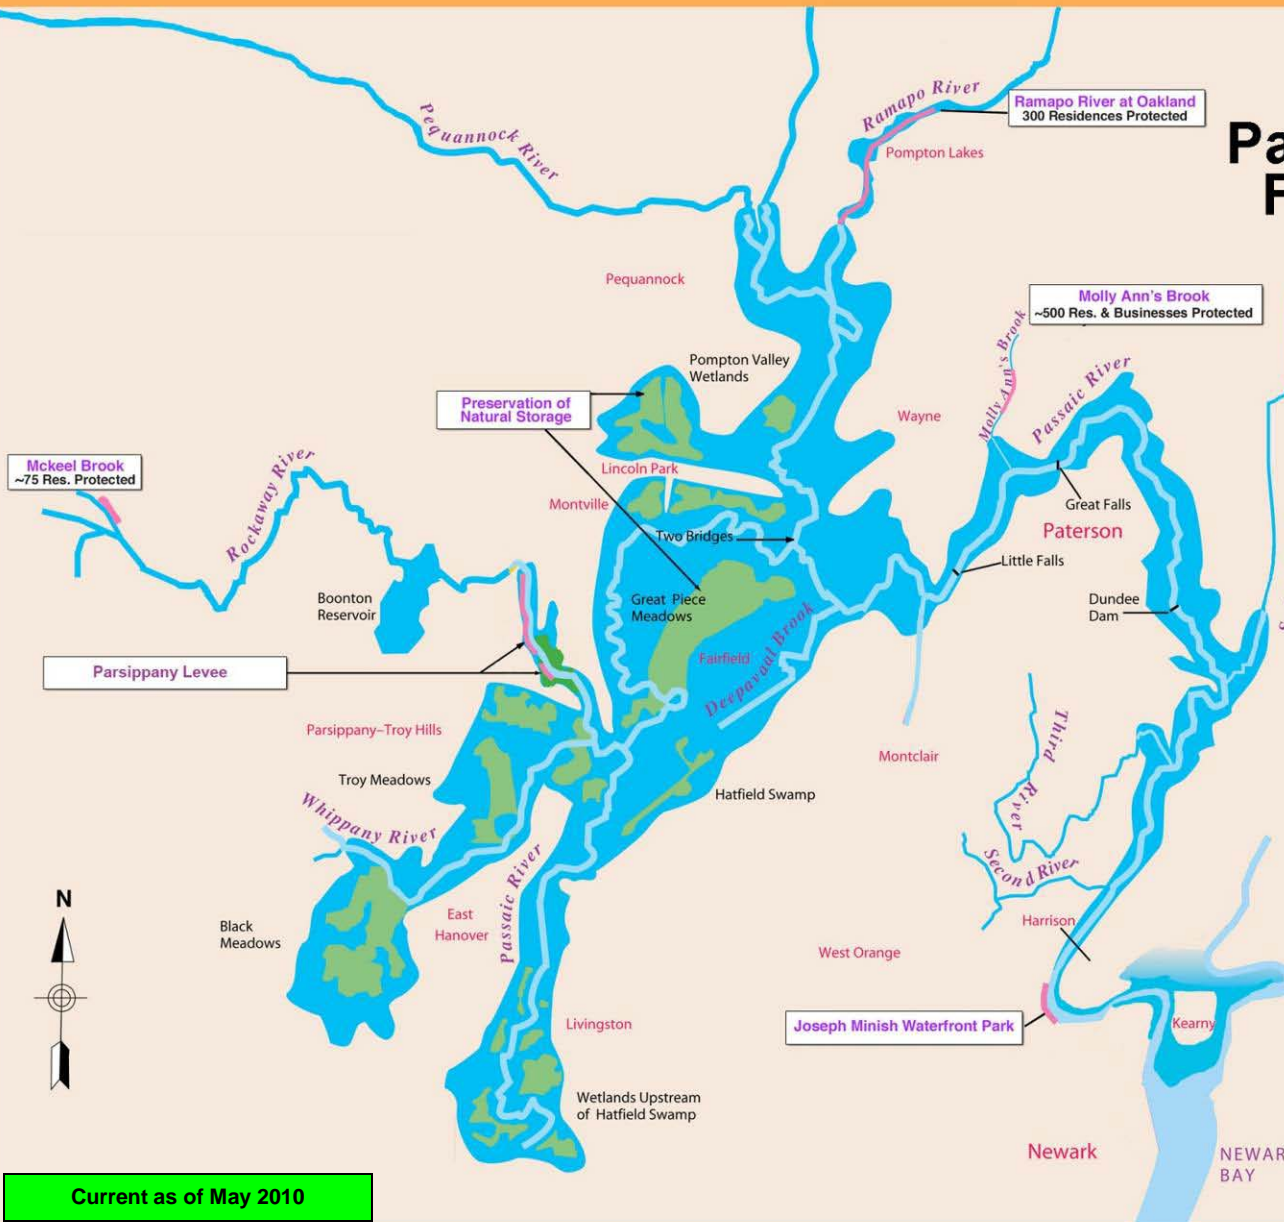 Pequannock River
Ramapo River
Ramapo River at Oakland
300 Residences Protected
Pompton Lakes
Pa
F
Pequannock
Molly Ann's Brook
~500 Res. & Businesses Protected
Molly Ann's Brook
Passaic River
Pompton Valley
Wetlands
Preservation of
Natural Storage
Wayne
Mckeel Brook
~75 Res. Protected
Rockaway River
Lincoln Park
Montville
Great Falls
Paterson
Two Bridges
Little Falls
Boonton
Reservoir
Great Piece
Meadows
Dundee
Dam
Parsippany Levee
Fairfield
Deepavaal Brook
Parsippany–Troy Hills
Montclair
Third River
Troy Meadows
Hatfield Swamp
Whippany River
Second River
N
East
Hanover
Passaic River
Black
Meadows
Harrison
West Orange
Livingston
Joseph Minish Waterfront Park
Kearny
Wetlands Upstream
of Hatfield Swamp
Newark
NEWAR
BAY
Current as of May 2010